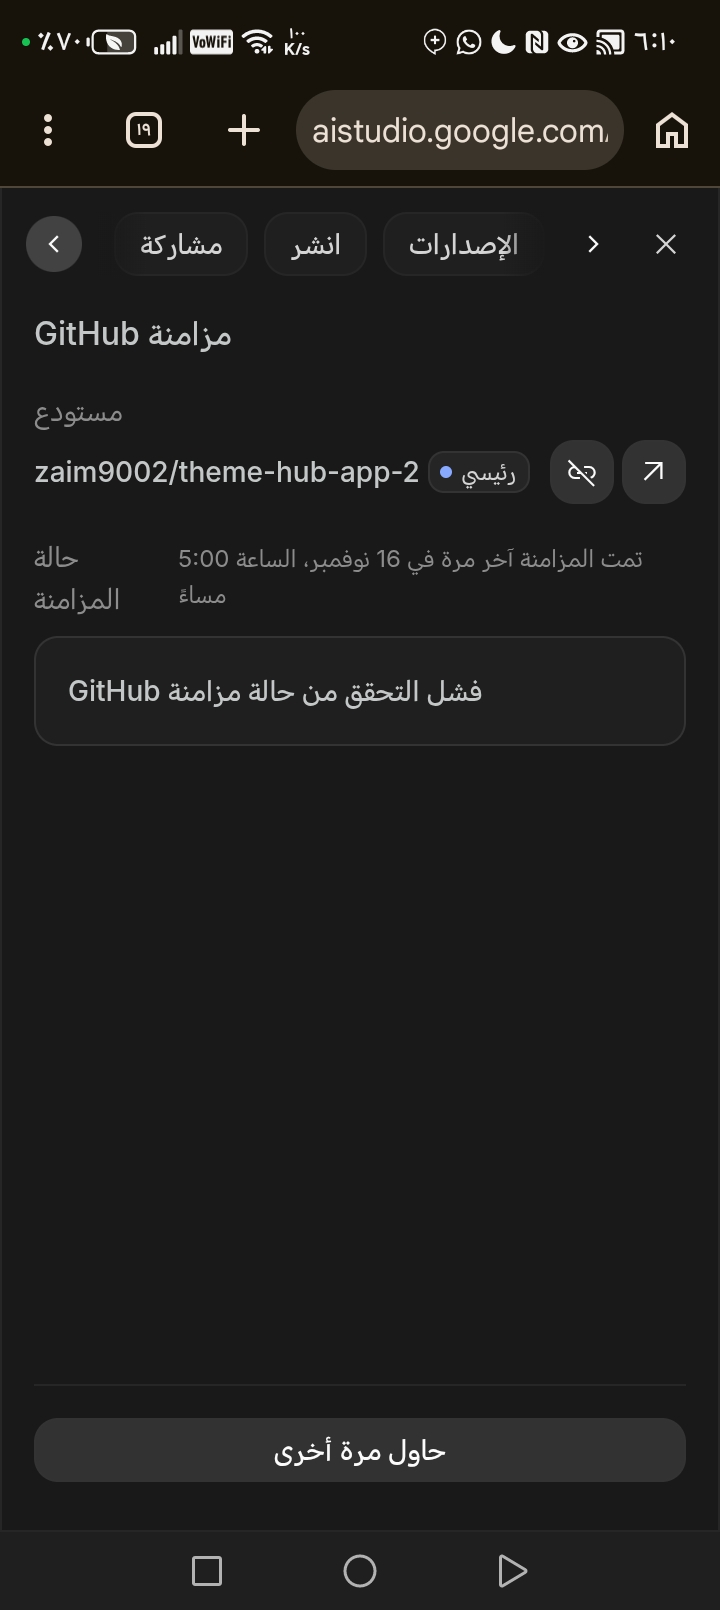 ٪٧٠
VoWiFi
١٠٠
K/s
٦:١٠
١٩
aistudio.google.com/
مشاركة
انشر
الإصدارات
مزامنة GitHub
مستودع
zaim9002/theme-hub-app-2
رئيسي
حالة
المزامنة
تمت المزامنة آخر مرة في 16 نوفمبر، الساعة 5:00
مساءً
فشل التحقق من حالة مزامنة GitHub
حاول مرة أخرى